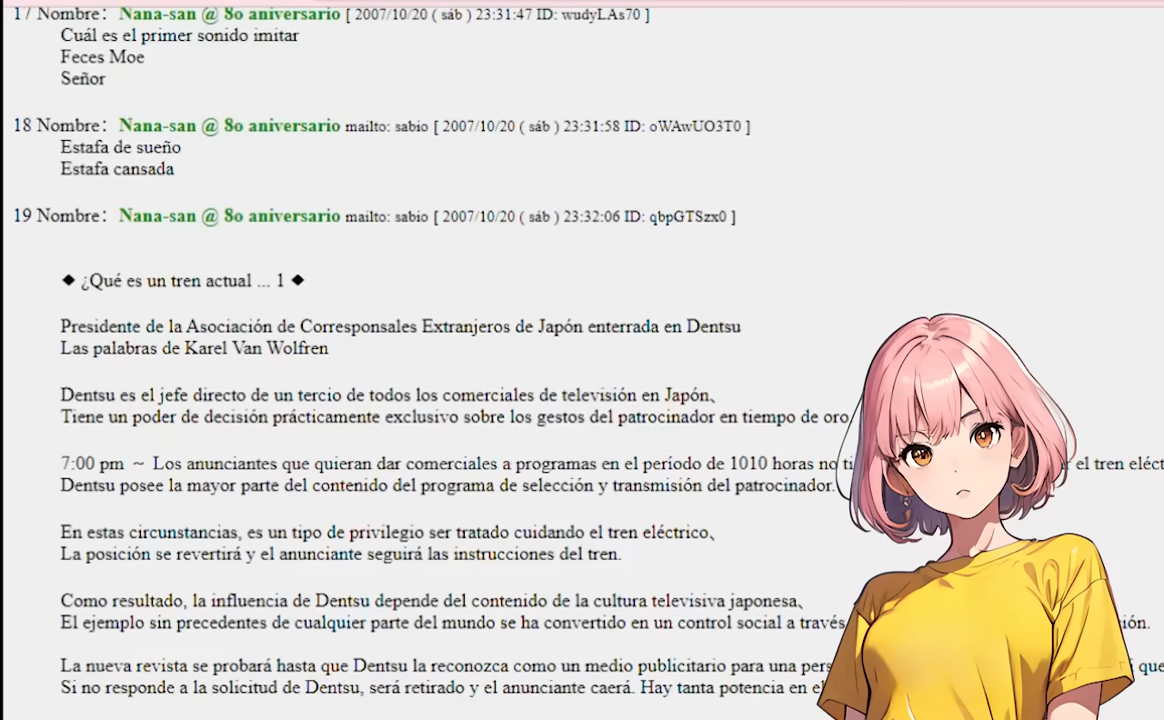 17 Nombre: Nana-san @ 8o aniversario [ 2007/10/20 ( sáb ) 23:31:47 ID: wudyLAs70 ]
Cuál es el primer sonido imitar
Feces Moe
Señor
18 Nombre: Nana-san @ 8o aniversario mailto: sabio [ 2007/10/20 ( sáb ) 23:31:58 ID: oWAwUO3T0 ]
Estafa de sueño
Estafa cansada
19 Nombre: Nana-san @ 8o aniversario mailto: sabio [ 2007/10/20 ( sáb ) 23:32:06 ID: qbpGTSzx0 ]
◆ ¿Qué es un tren actual ... 1 ◆
Presidente de la Asociación de Corresponsales Extranjeros de Japón enterrada en Dentsu
Las palabras de Karel Van Wolfren
Dentsu es el jefe directo de un tercio de todos los comerciales de televisión en Japón、
Tiene un poder de decisión prácticamente exclusivo sobre los gestos del patrocinador en tiempo de oro
7:00 pm ～ Los anunciantes que quieran dar comerciales a programas en el período de 1010 horas no el tren
Dentsu posee la mayor parte del contenido del programa de selección y transmisión del patrocinador.
En estas circunstancias, es un tipo de privilegio ser tratado cuidando el tren eléctrico、
La posición se revertirá y el anunciante seguirá las instrucciones del tren.
Como resultado, la influencia de Dentsu depende del contenido de la cultura televisiva japonesa、
El ejemplo sin precedentes de cualquier parte del mundo se ha convertido en un control social a través
La nueva revista se probará hasta que Dentsu la reconozca como un medio publicitario para una que
Si no responde a la solicitud de Dentsu, será retirado y el anunciante caerá. Hay tanta potencia en